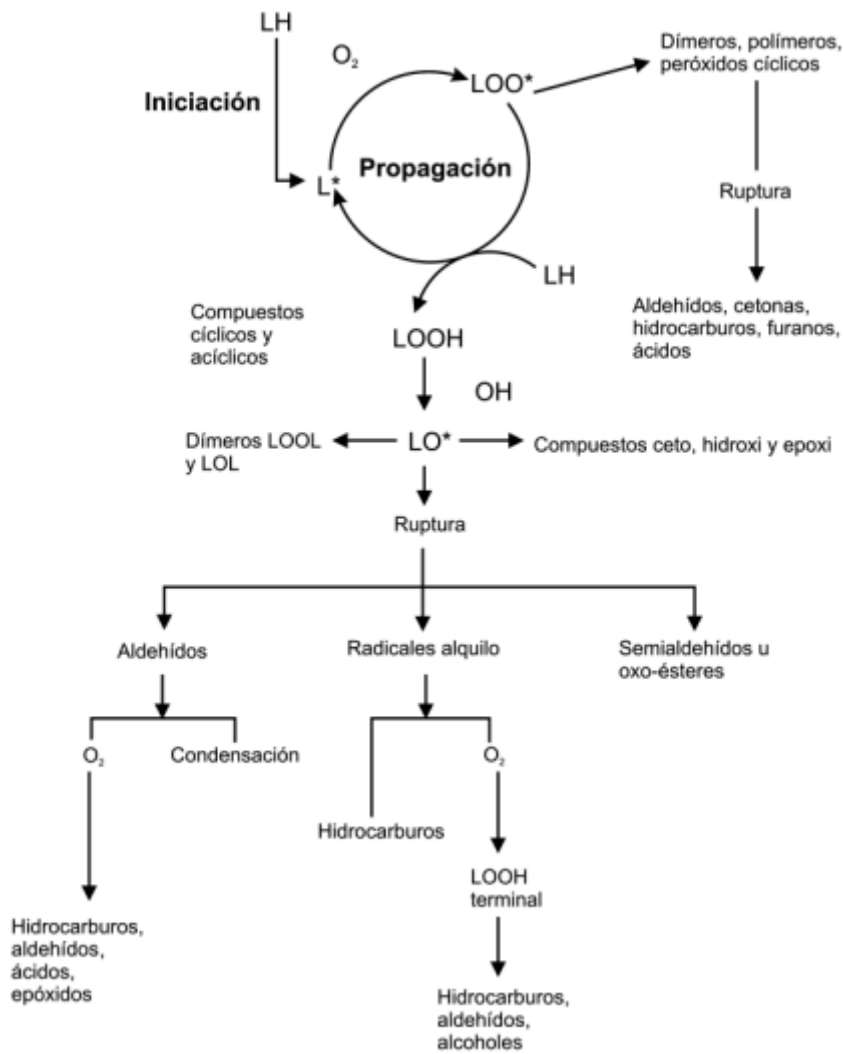 LH
O₂
LOO*
Dímeros, polímeros,
peróxidos cíclicos
Iniciación
Propagación
L*
Ruptura
LH
Compuestos
cíclicos y
acíclicos
LOOH
Aldehídos, cetonas,
hidrocarburos, furanos,
ácidos
OH
Dímeros LOOL
y LOL
LO*
Compuestos ceto, hidroxi y epoxi
Ruptura
Aldehídos
Radicales alquilo
Semialdehídos u
oxo-ésteres
O₂
Condensación
Hidrocarburos
O₂
LOOH
terminal
Hidrocarburos,
aldehídos,
ácidos,
epóxidos
Hidrocarburos,
aldehídos,
alcoholes